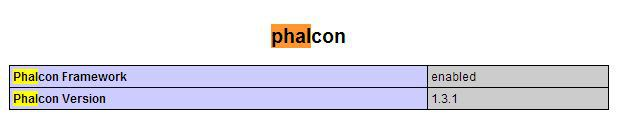 phalcon
Phalcon Framework enabled
Phalcon Version 1.3.1